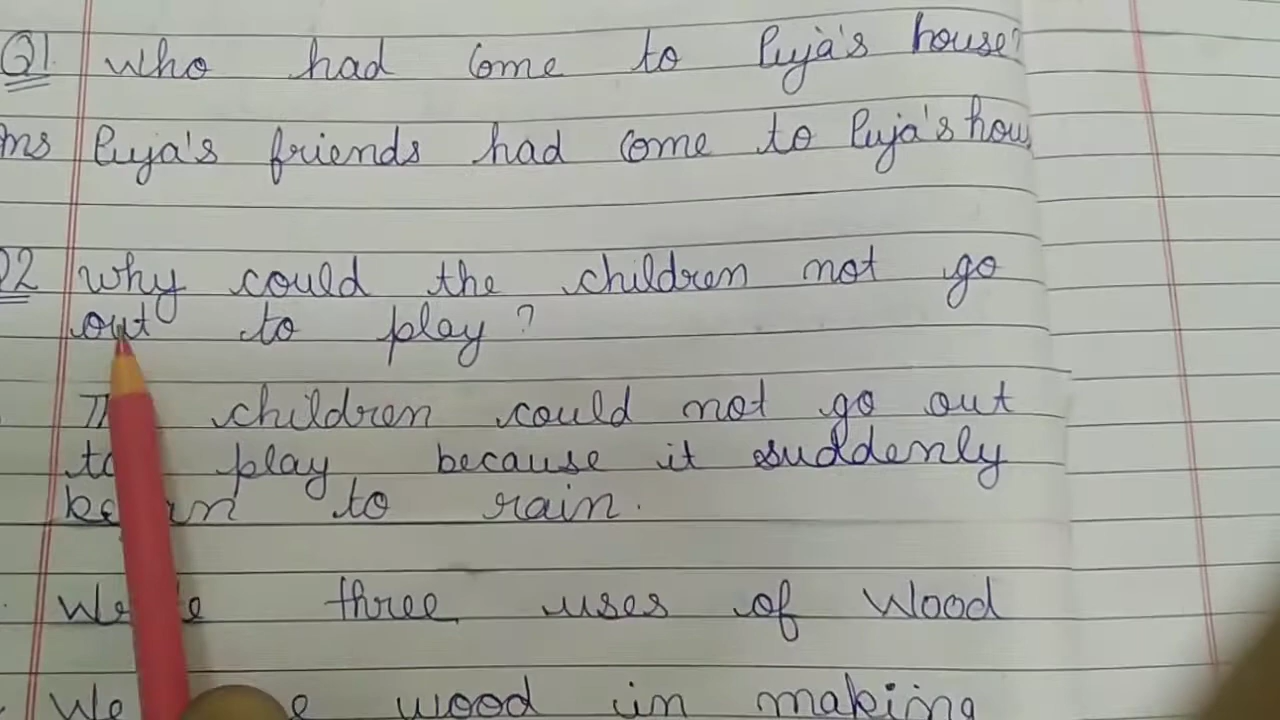 Q1. Who had come to Puja's house?
Ans Puja's friends had come to Puja's hou
Q2 Why could the children not go
out to play?
children could not go out
play because it suddenly
to rain.
three uses of Wood
wood in making